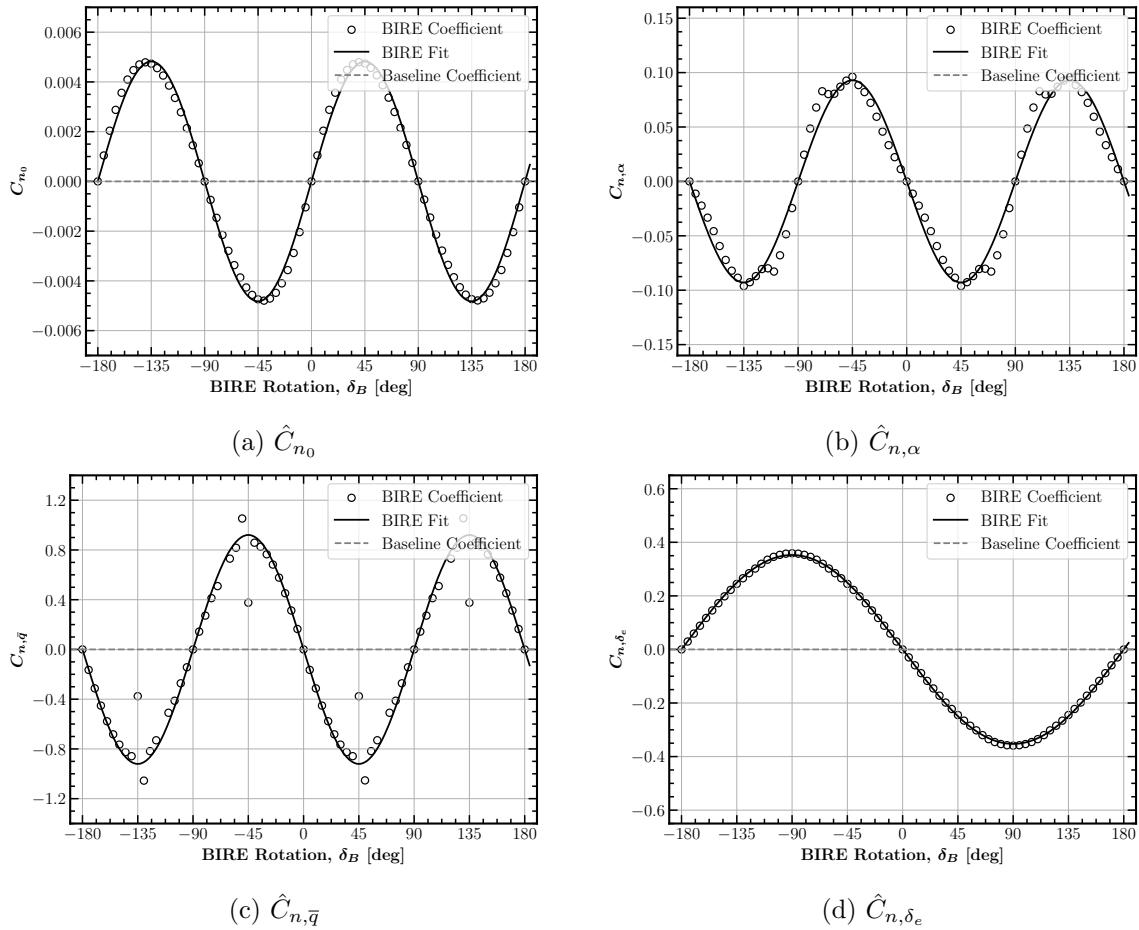 0.006
0.004
0.002
0.000
−0.002
−0.004
−0.006
C_{n_0}
−180 −135 −90 −45 0 45 90 135 180
BIRE Rotation, δ_B [deg]
BIRE Coefficient
BIRE Fit
Baseline Coefficient
(a) Ĉ_{n_0}
0.15
0.10
0.05
0.00
−0.05
−0.10
−0.15
C_{n,α}
−180 −135 −90 −45 0 45 90 135 180
BIRE Rotation, δ_B [deg]
BIRE Coefficient
BIRE Fit
Baseline Coefficient
(b) Ĉ_{n,α}
1.2
0.8
0.4
0.0
−0.4
−0.8
−1.2
C_{n,q̄}
−180 −135 −90 −45 0 45 90 135 180
BIRE Rotation, δ_B [deg]
BIRE Coefficient
BIRE Fit
Baseline Coefficient
(c) Ĉ_{n,q̄}
0.6
0.4
0.2
0.0
−0.2
−0.4
−0.6
C_{n,δ_e}
−180 −135 −90 −45 0 45 90 135 180
BIRE Rotation, δ_B [deg]
BIRE Coefficient
BIRE Fit
Baseline Coefficient
(d) Ĉ_{n,δ_e}